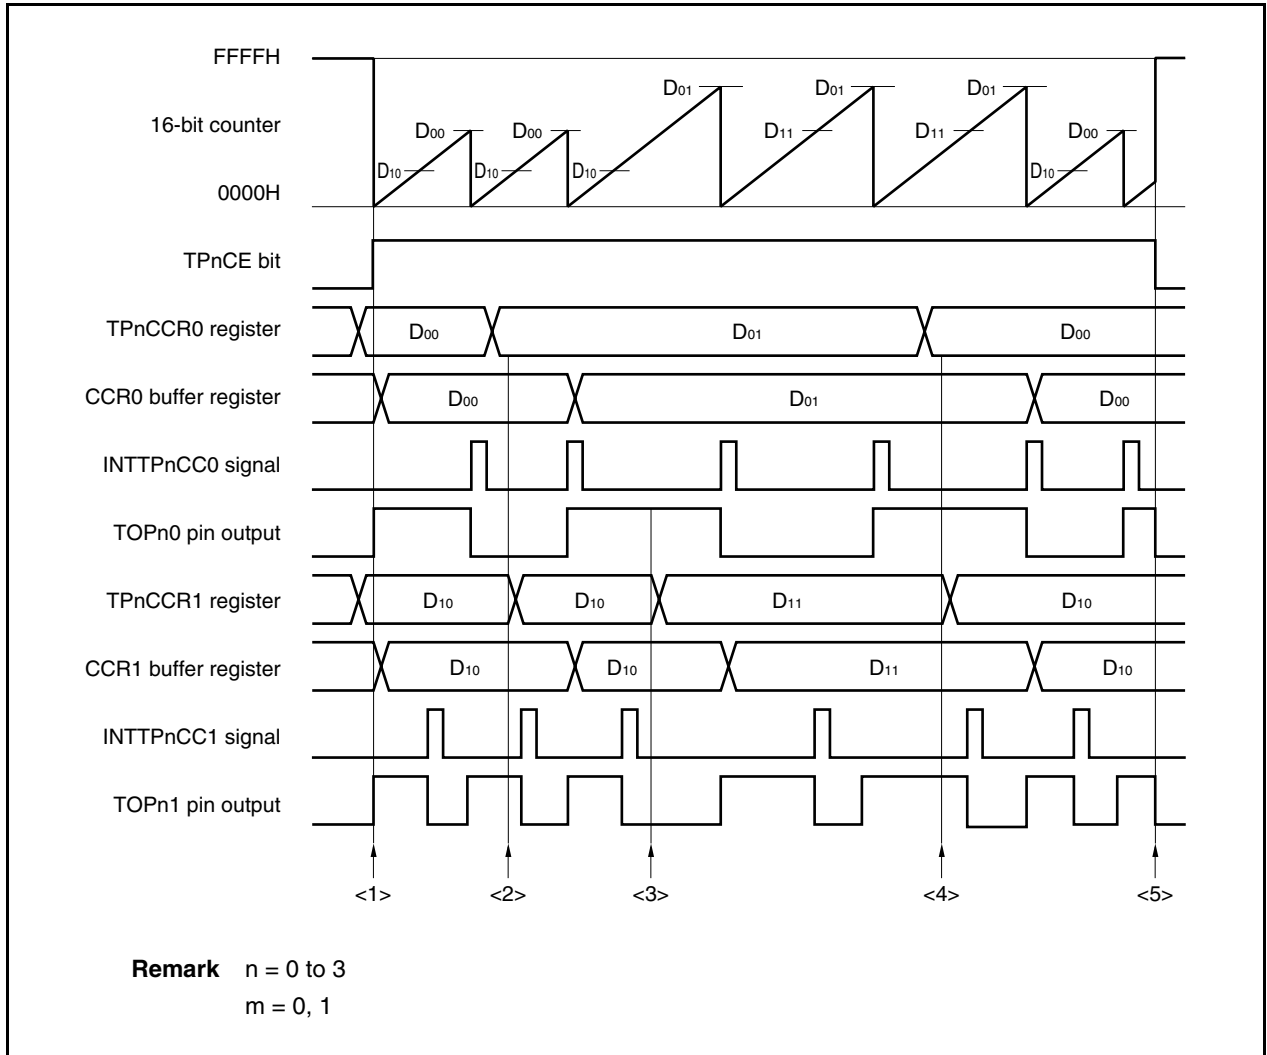 FFFFH
D01 D01 D01
16-bit counter D00 D00 D11 D11 D00
D10 D10 D10 D10
0000H
TPnCE bit
TPnCCR0 register D00 D01 D00
CCR0 buffer register D00 D01 D00
INTTPnCC0 signal
TOPn0 pin output
TPnCCR1 register D10 D10 D11 D10
CCR1 buffer register D10 D10 D11 D10
INTTPnCC1 signal
TOPn1 pin output
<1> <2> <3> <4> <5>
Remark n = 0 to 3
m = 0, 1